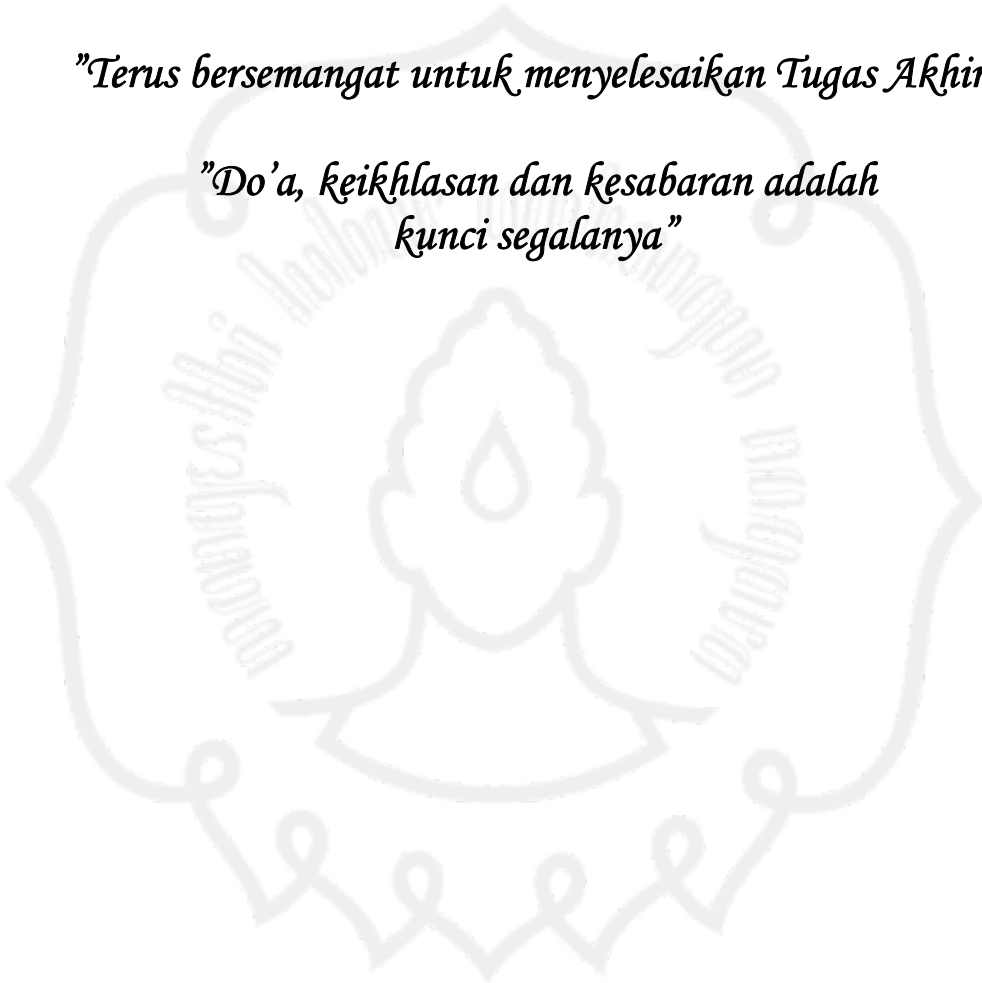 ”Terus bersemangat untuk menyelesaikan Tugas Akhir
”Do’a, keikhlasan dan kesabaran adalah
kunci segalanya”